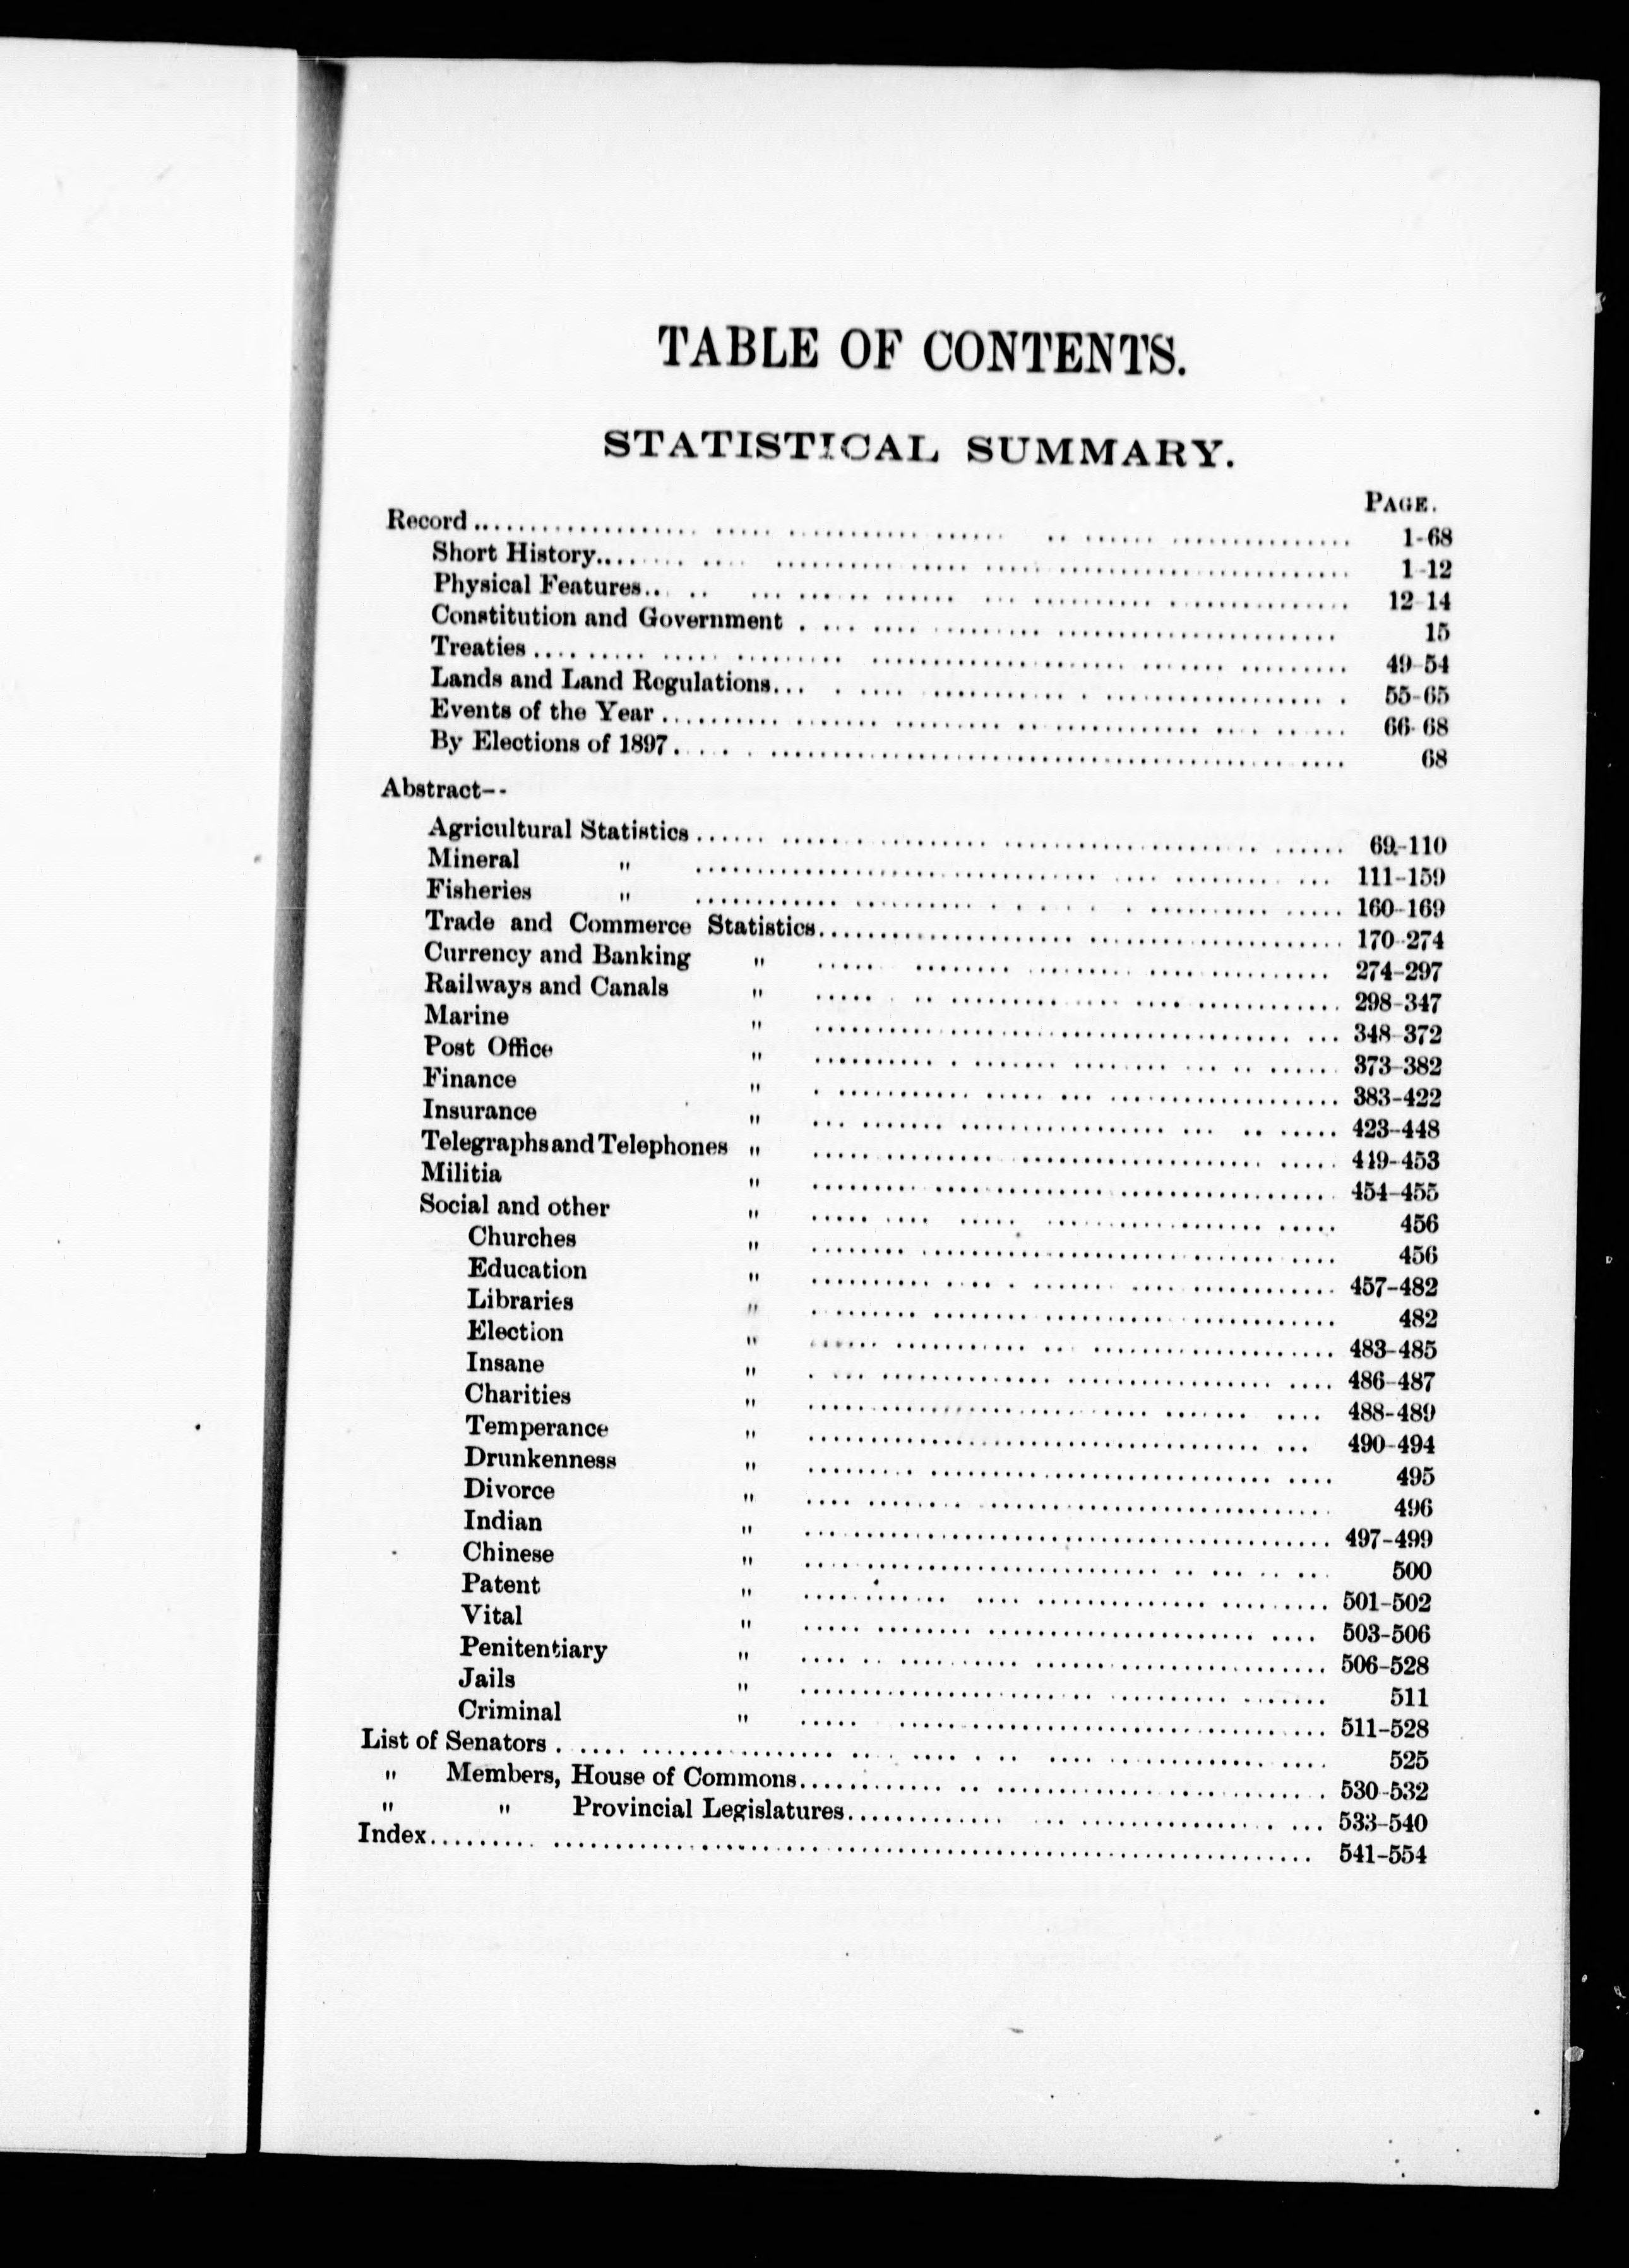 TABLE OF CONTENTS.
STATISTICAL SUMMARY.
PAGE.
Record 1-68
Short History 1-12
Physical Features 12-14
Constitution and Government 15
Treaties 49-54
Lands and Land Regulations 55-65
Events of the Year 66-68
By Elections of 1897 68
Abstract--
Agricultural Statistics 69-110
Mineral " 111-159
Fisheries " 160-169
Trade and Commerce Statistics 170-274
Currency and Banking " 274-297
Railways and Canals " 298-347
Marine " 348-372
Post Office " 373-382
Finance " 383-422
Insurance " 423-448
Telegraphs and Telephones " 449-453
Militia " 454-455
Social and other " 456
Churches " 456
Education " 457-482
Libraries " 482
Election " 483-485
Insane " 486-487
Charities " 488-489
Temperance " 490-494
Drunkenness " 495
Divorce " 496
Indian " 497-499
Chinese " 500
Patent " 501-502
Vital " 503-506
Penitentiary " 506-528
Jails " 511
Criminal " 511-528
List of Senators 525
" Members, House of Commons 530-532
" " Provincial Legislatures 533-540
Index 541-554